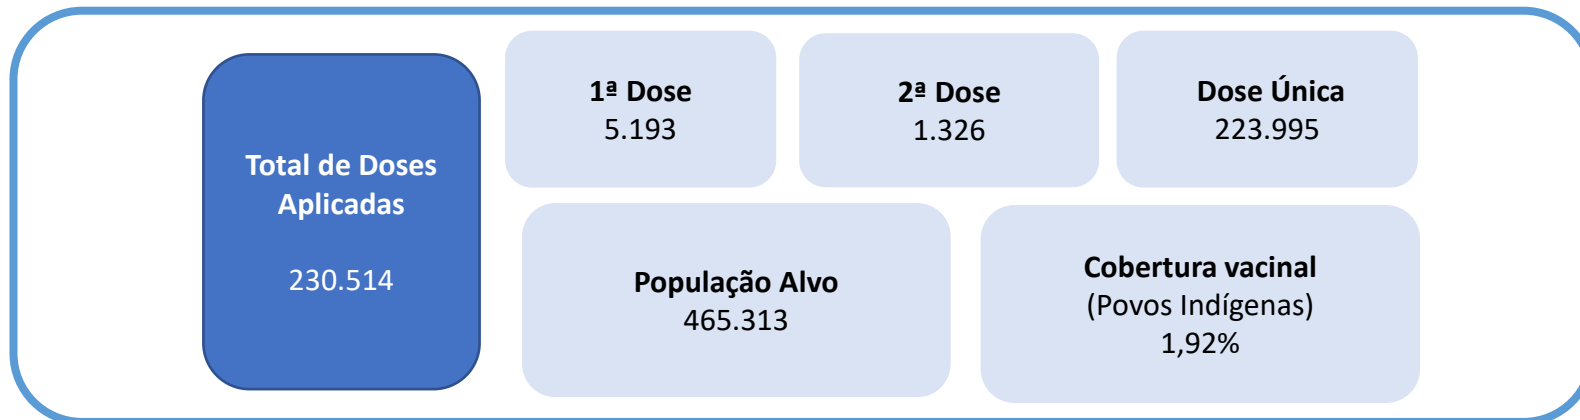 Total de Doses
Aplicadas
230.514
1ª Dose
5.193
2ª Dose
1.326
Dose Única
223.995
População Alvo
465.313
Cobertura vacinal
(Povos Indígenas)
1,92%